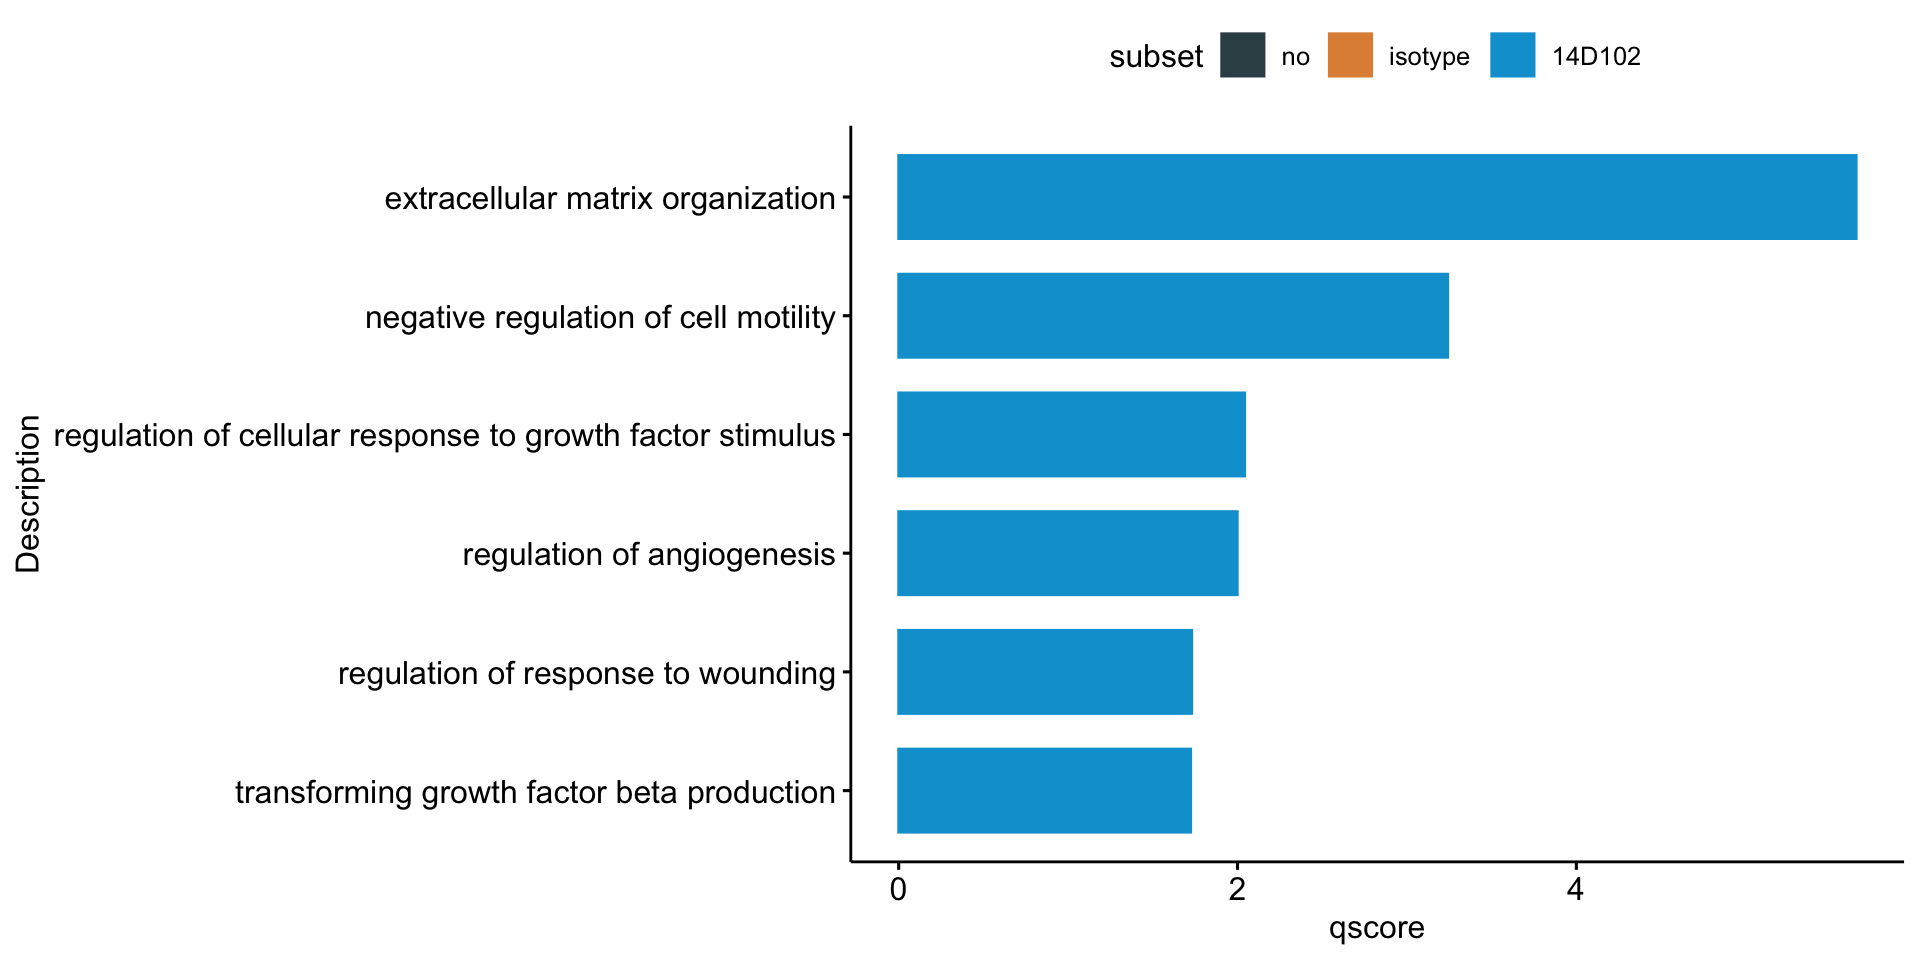 subset no isotype 14D102
extracellular matrix organization
negative regulation of cell motility
regulation of cellular response to growth factor stimulus
regulation of angiogenesis
regulation of response to wounding
transforming growth factor beta production
Description
0 2 4
qscore